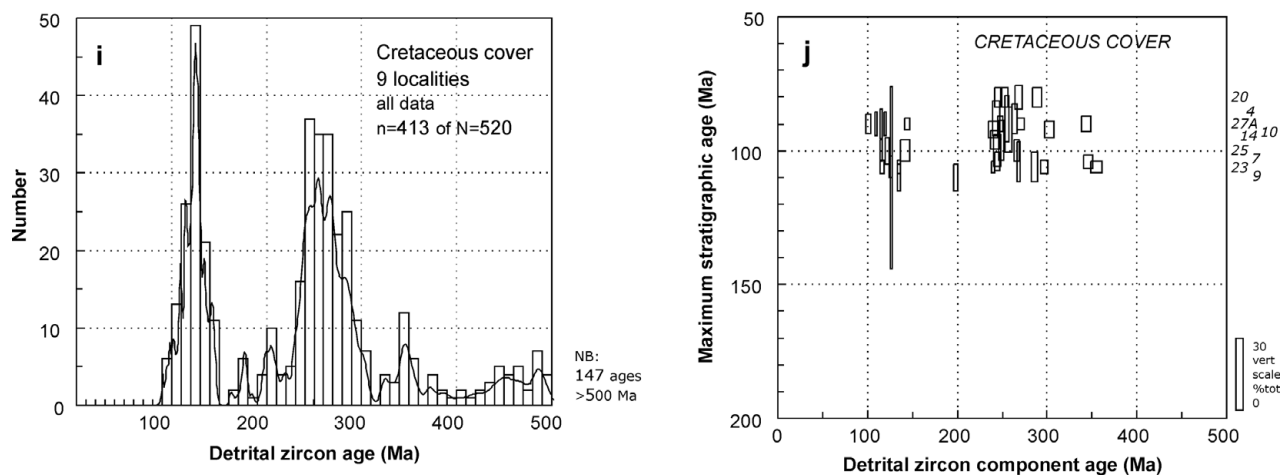 i
Cretaceous cover
9 localities
all data
n=413 of N=520
50
40
30
20
10
0
Number
100
200
300
400
500
Detrital zircon age (Ma)
NB:
147 ages
>500 Ma
j
CRETACEOUS COVER
50
100
150
200
Maximum stratigraphic age (Ma)
0
100
200
300
400
500
Detrital zircon component age (Ma)
20
4
27A 10
14
25
7
23
9
30
vert
scale
%tot
0